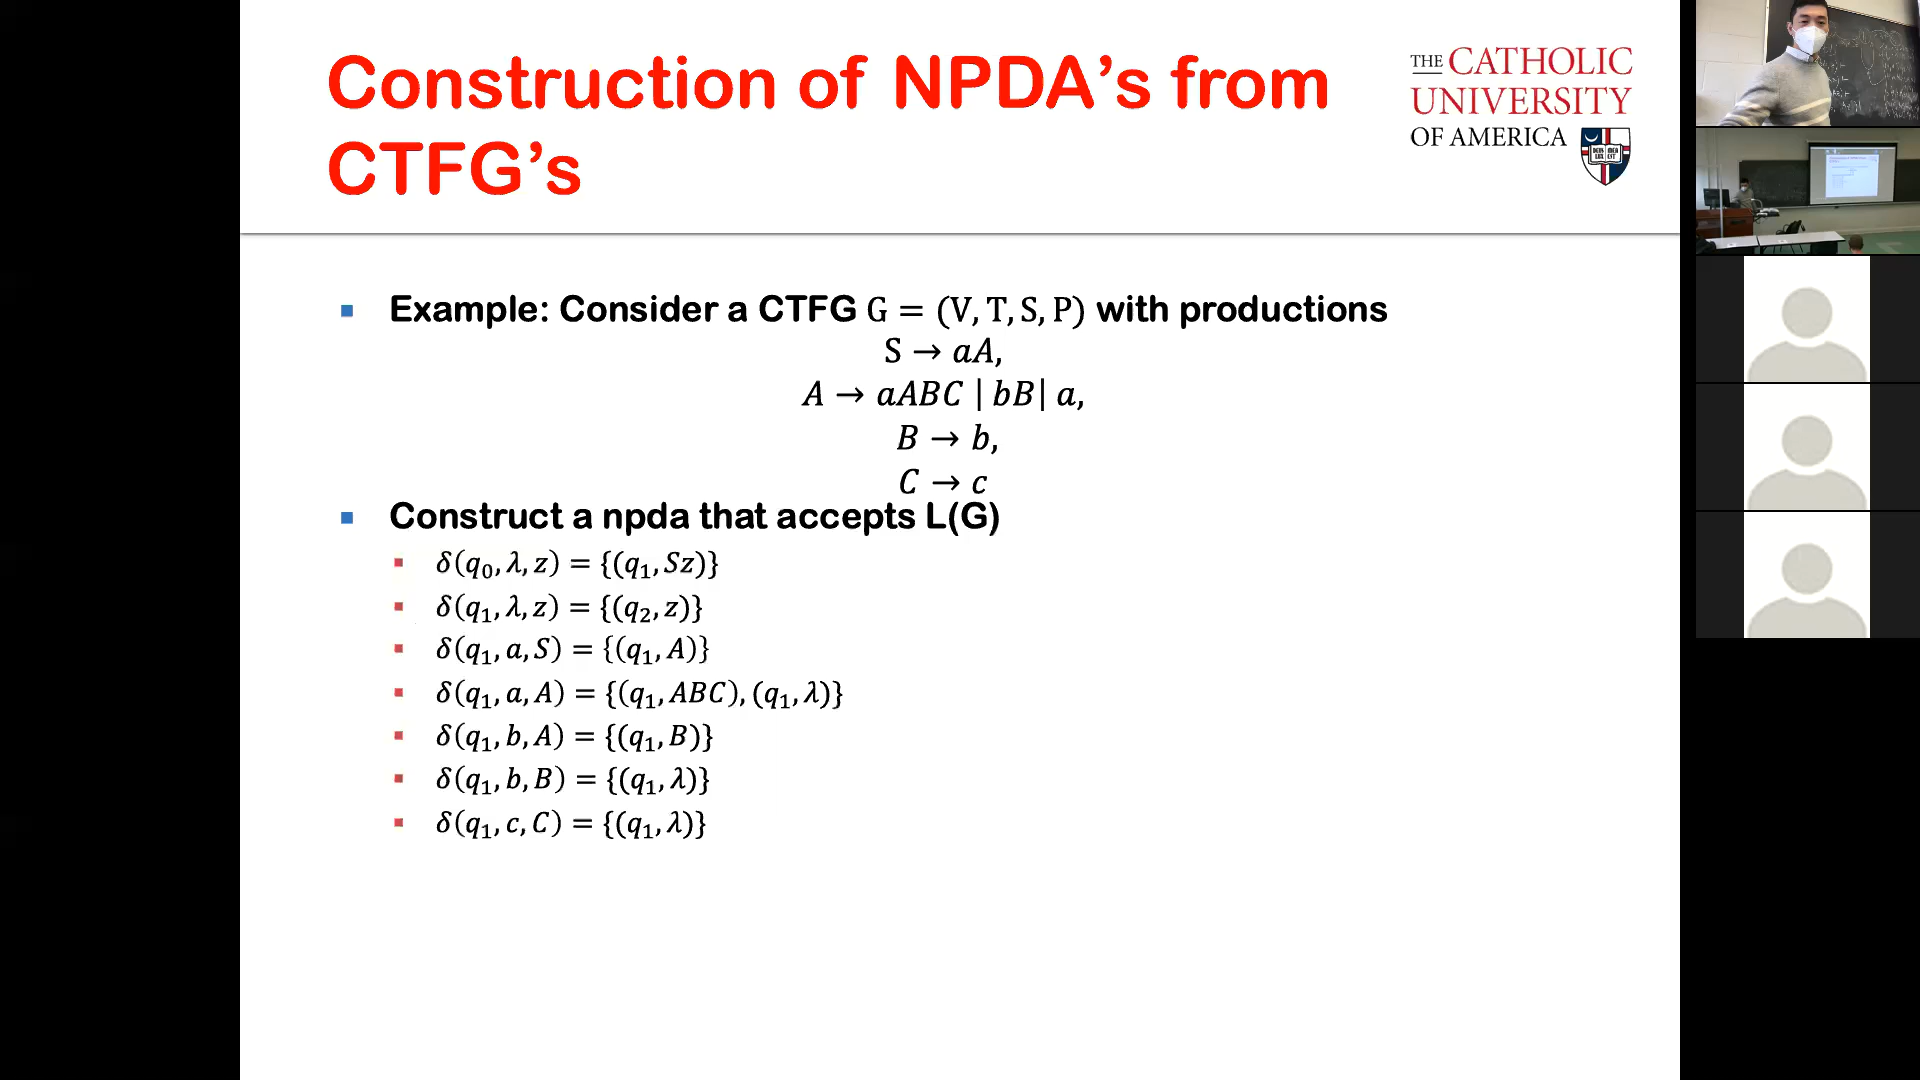 Construction of NPDA’s from
CTFG’s
THE CATHOLIC
UNIVERSITY
OF AMERICA
Example: Consider a CTFG G = (V, T, S, P) with productions
S → aA,
A → aABC | bB| a,
B → b,
C → c
Construct a npda that accepts L(G)
δ(q₀, λ, z) = {(q₁, Sz)}
δ(q₁, λ, z) = {(q₂, z)}
δ(q₁, a, S) = {(q₁, A)}
δ(q₁, a, A) = {(q₁, ABC), (q₁, λ)}
δ(q₁, b, A) = {(q₁, B)}
δ(q₁, b, B) = {(q₁, λ)}
δ(q₁, c, C) = {(q₁, λ)}